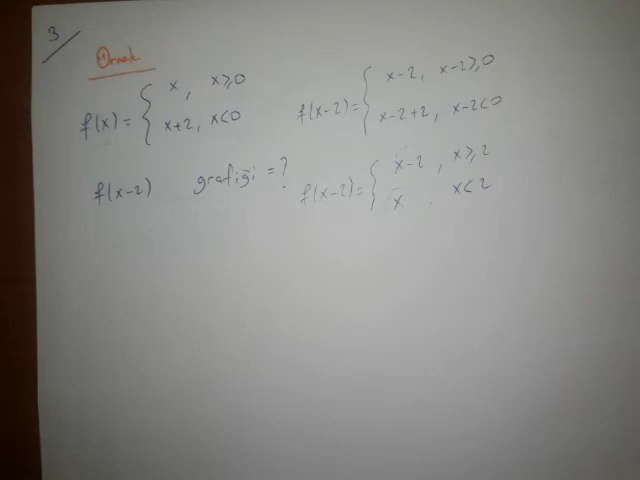 3
Örnek
f(x) = { x, x≥0
x+2, x<0
f(x-2) = { x-2, x-2≥0
x-2+2, x-2<0
f(x-2) grafiği = ?
f(x-2) = { x-2, x≥2
x , x<2